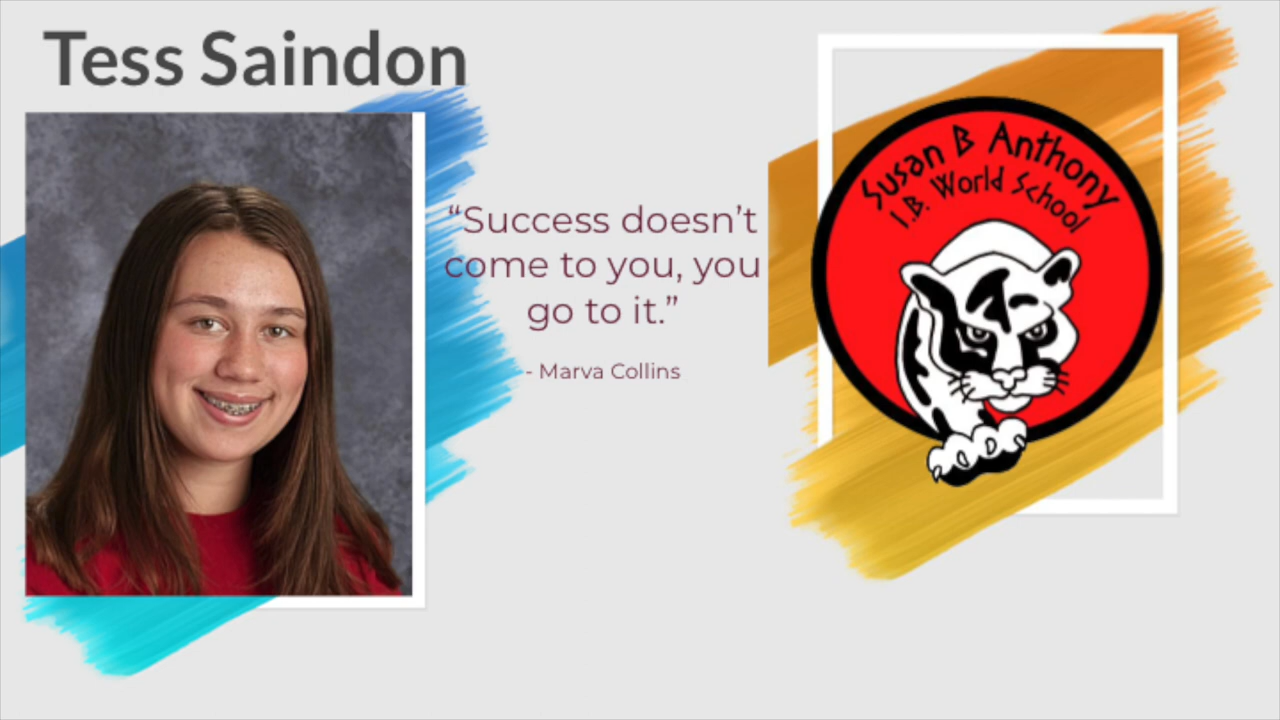 Tess Saindon
“Success doesn’t
come to you, you
go to it.”
- Marva Collins
Susan B Anthony
I.B. World School